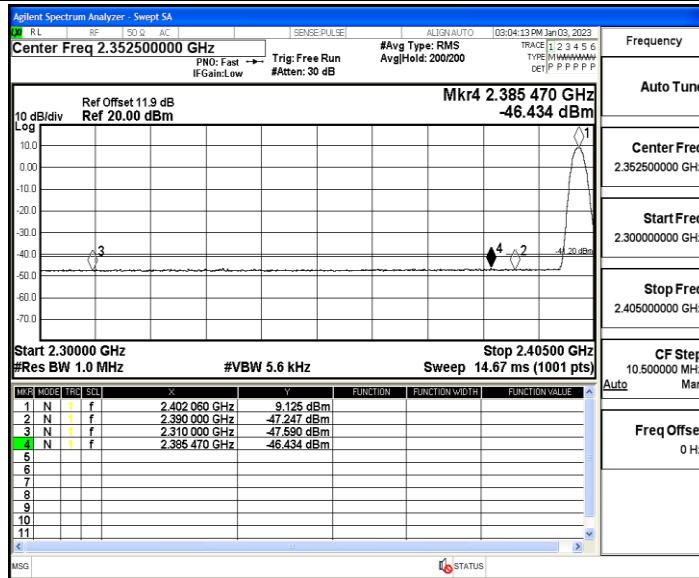 Agilent Spectrum Analyzer - Swept SA
RL RF 50 Ω AC SENSE:PULSE ALIGN AUTO 03:04:13 PM Jan 03, 2023
Center Freq 2.352500000 GHz #Avg Type: RMS TRACE 1 2 3 4 5 6
PNO: Fast Trig: Free Run Avg|Hold: 200/200 TYPE MWWWWW
IFGain:Low #Atten: 30 dB DET P P P P P P
Mkr4 2.385 470 GHz
Ref Offset 11.9 dB
10 dB/div Ref 20.00 dBm -46.434 dBm
Log
1
10.0
0.00
-10.0
-20.0
-30.0
-40.0 3 4 2 -41.20 dBm
-50.0
-60.0
-70.0
Start 2.30000 GHz Stop 2.40500 GHz
#Res BW 1.0 MHz #VBW 5.6 kHz Sweep 14.67 ms (1001 pts)
MKR MODE TRC SCL X Y FUNCTION FUNCTION WIDTH FUNCTION VALUE
1 N 1 f 2.402 060 GHz 9.125 dBm
2 N 1 f 2.390 000 GHz -47.247 dBm
3 N 1 f 2.310 000 GHz -47.590 dBm
4 N 1 f 2.385 470 GHz -46.434 dBm
5
6
7
8
9
10
11
MSG STATUS
Frequency
Auto Tune
Center Freq
2.352500000 GHz
Start Freq
2.300000000 GHz
Stop Freq
2.405000000 GHz
CF Step
10.500000 MHz
Auto Man
Freq Offset
0 Hz